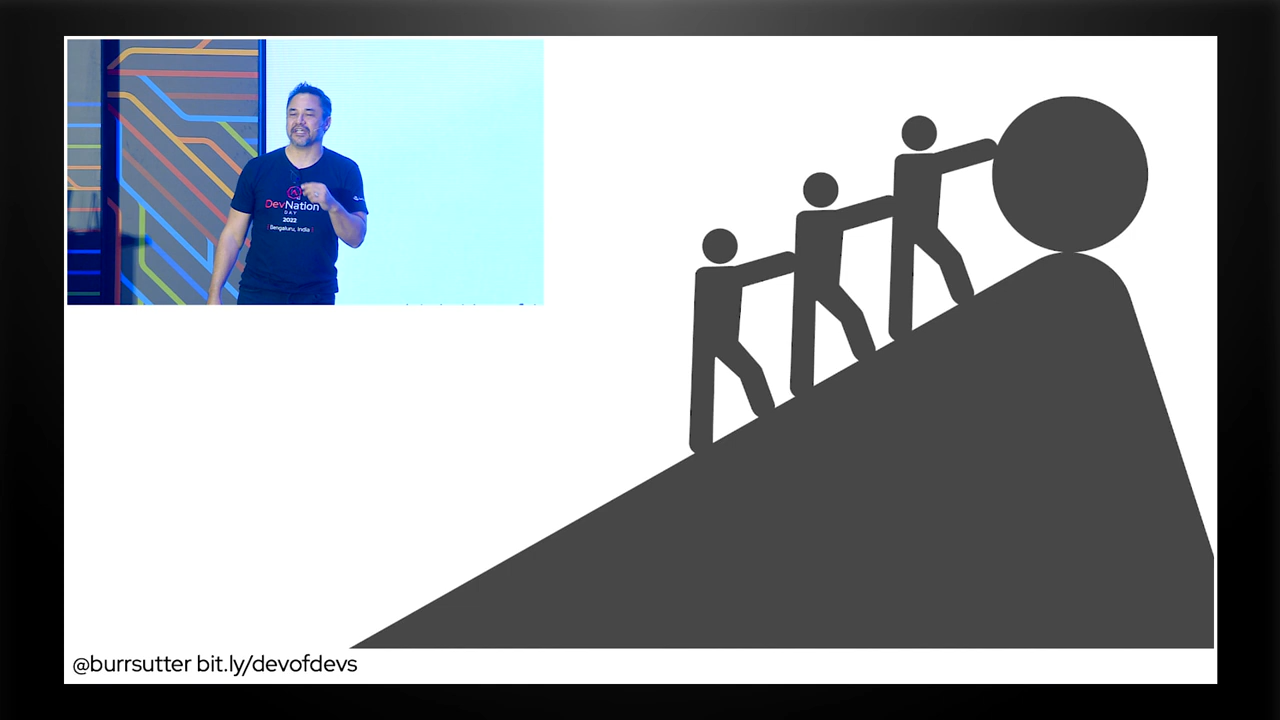 DevNation
DAY
2022
Bengaluru, India
@burrsutter bit.ly/devofdevs